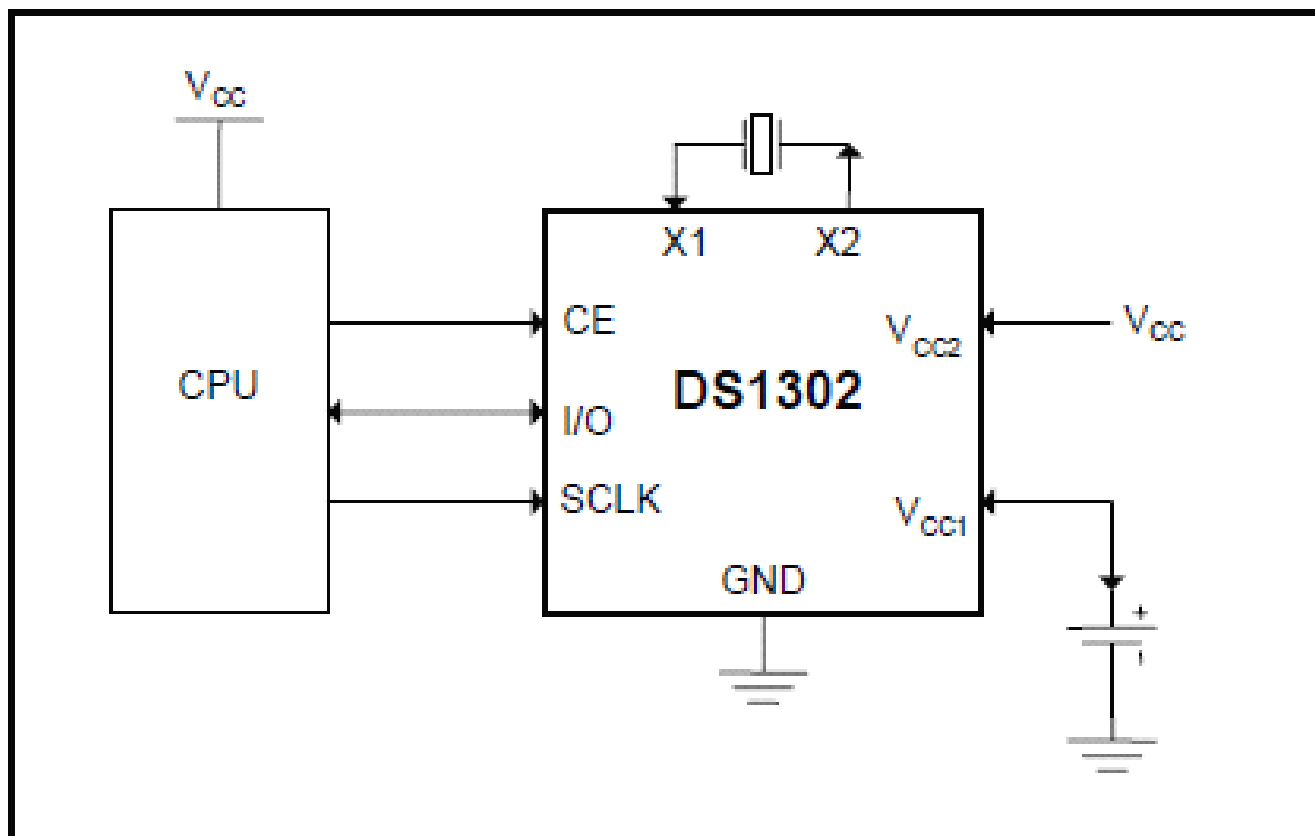 VCC
X1 X2
CE
VCC2
VCC
CPU
DS1302
I/O
SCLK
VCC1
GND
+